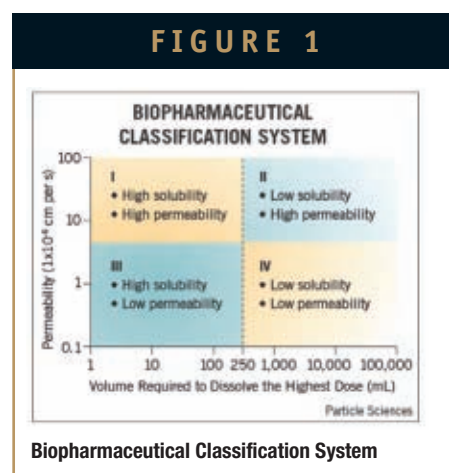 FIGURE 1
BIOPHARMACEUTICAL
CLASSIFICATION SYSTEM
Permeability (1x10⁻⁶ cm per s)
100
10
1
0.1
I
• High solubility
• High permeability
II
• Low solubility
• High permeability
III
• High solubility
• Low permeability
IV
• Low solubility
• Low permeability
1 10 100 250 1,000 10,000 100,000
Volume Required to Dissolve the Highest Dose (mL)
Particle Sciences
Biopharmaceutical Classification System